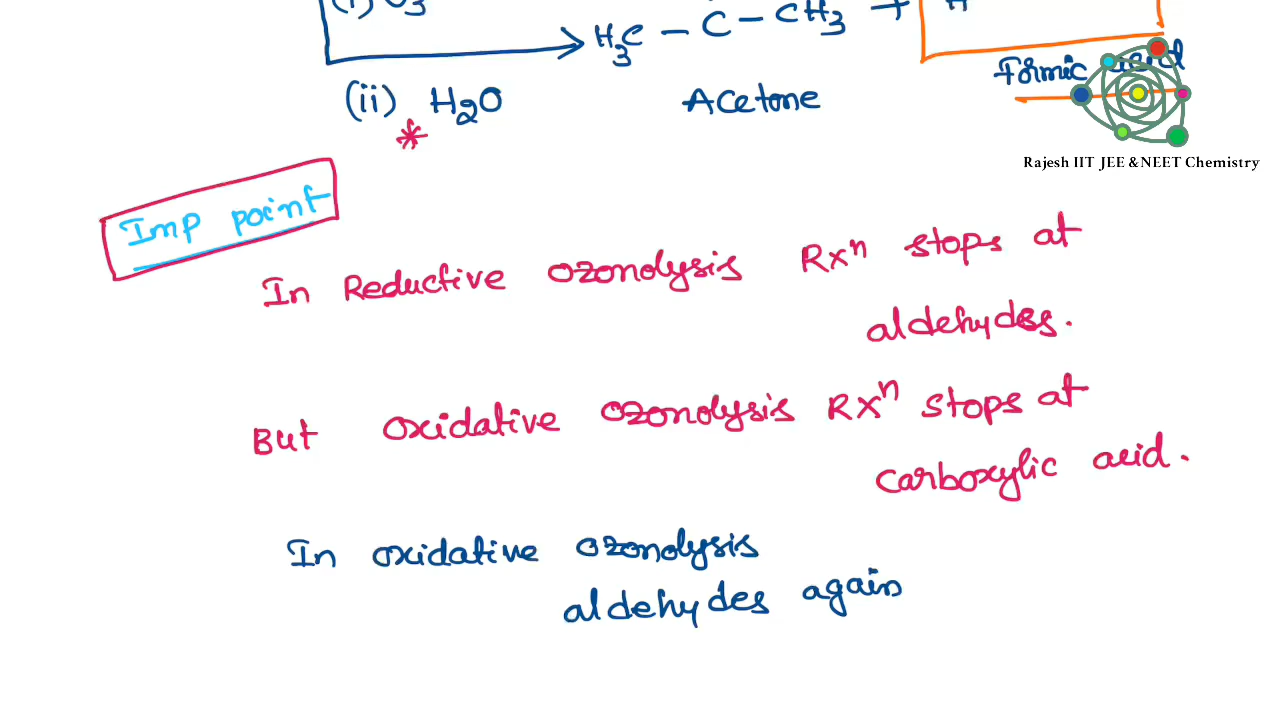 (i) O3
H3C – C – CH3 + H
Formic acid
(ii) H2O
Acetone
*
Rajesh IIT JEE &NEET Chemistry
Imp point
In Reductive ozonolysis Rxⁿ stops at
aldehydes.
But oxidative ozonolysis Rxⁿ stops at
carboxylic acid.
In oxidative ozonolysis
aldehydes again